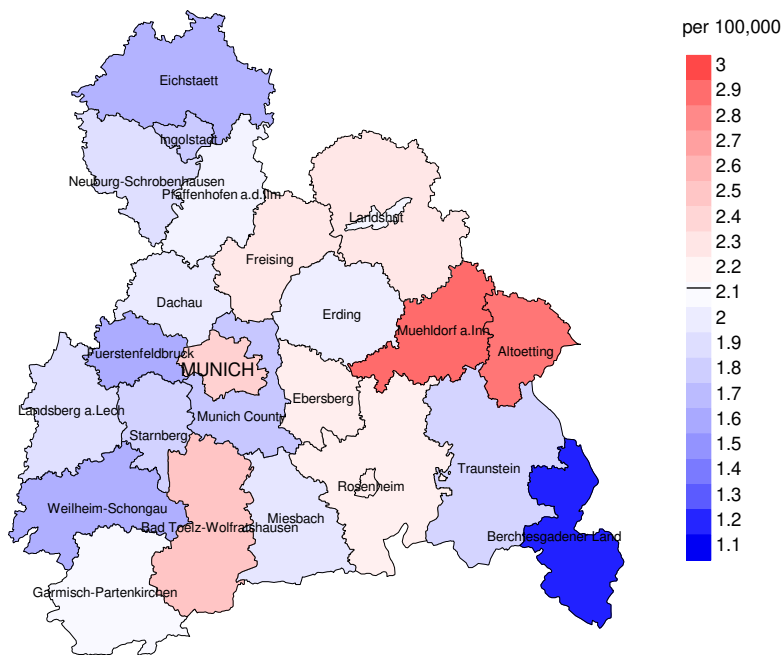 per 100,000
Eichstaett
Ingolstadt
Neuburg-Schrobenhausen
Pfaffenhofen a.d.Ilm
Landshut
Freising
Dachau
Erding
Muehldorf a.Inn
Altoetting
Fuerstenfeldbruck
MUNICH
Ebersberg
Landsberg a.Lech
Munich County
Starnberg
Traunstein
Rosenheim
Weilheim-Schongau
Miesbach
Bad Toelz-Wolfratshausen
Berchtesgadener Land
Garmisch-Partenkirchen
3
2.9
2.8
2.7
2.6
2.5
2.4
2.3
2.2
2.1
2
1.9
1.8
1.7
1.6
1.5
1.4
1.3
1.2
1.1